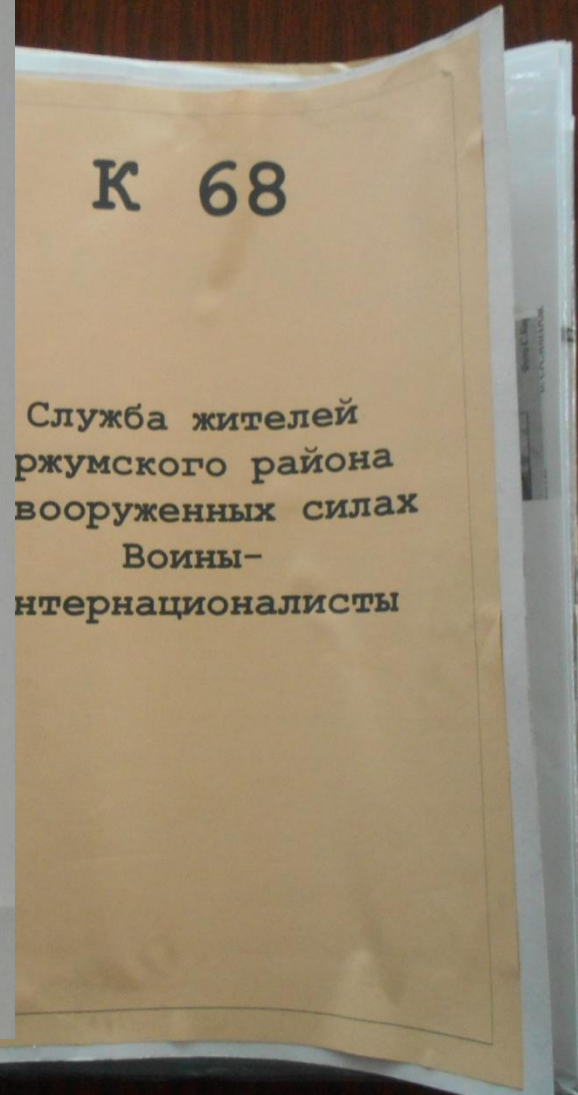 К 68
Служба жителей
ржумского района
вооруженных силах
Воины-
нтернационалисты